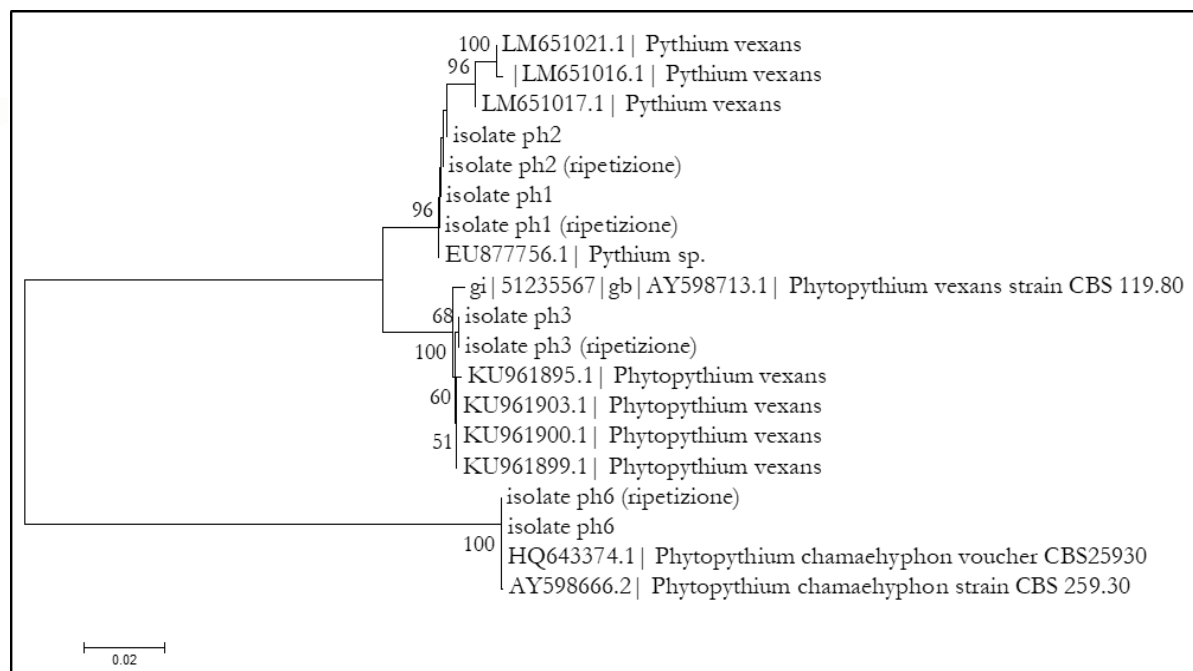 100 LM651021.1| Pythium vexans
96 |LM651016.1| Pythium vexans
LM651017.1| Pythium vexans
isolate ph2
isolate ph2 (ripetizione)
isolate ph1
96 isolate ph1 (ripetizione)
EU877756.1| Pythium sp.
gi|51235567|gb|AY598713.1| Phytopythium vexans strain CBS 119.80
68 isolate ph3
100 isolate ph3 (ripetizione)
KU961895.1| Phytopythium vexans
60 KU961903.1| Phytopythium vexans
51 KU961900.1| Phytopythium vexans
KU961899.1| Phytopythium vexans
isolate ph6 (ripetizione)
isolate ph6
100 HQ643374.1| Phytopythium chamaehyphon voucher CBS25930
AY598666.2| Phytopythium chamaehyphon strain CBS 259.30
0.02